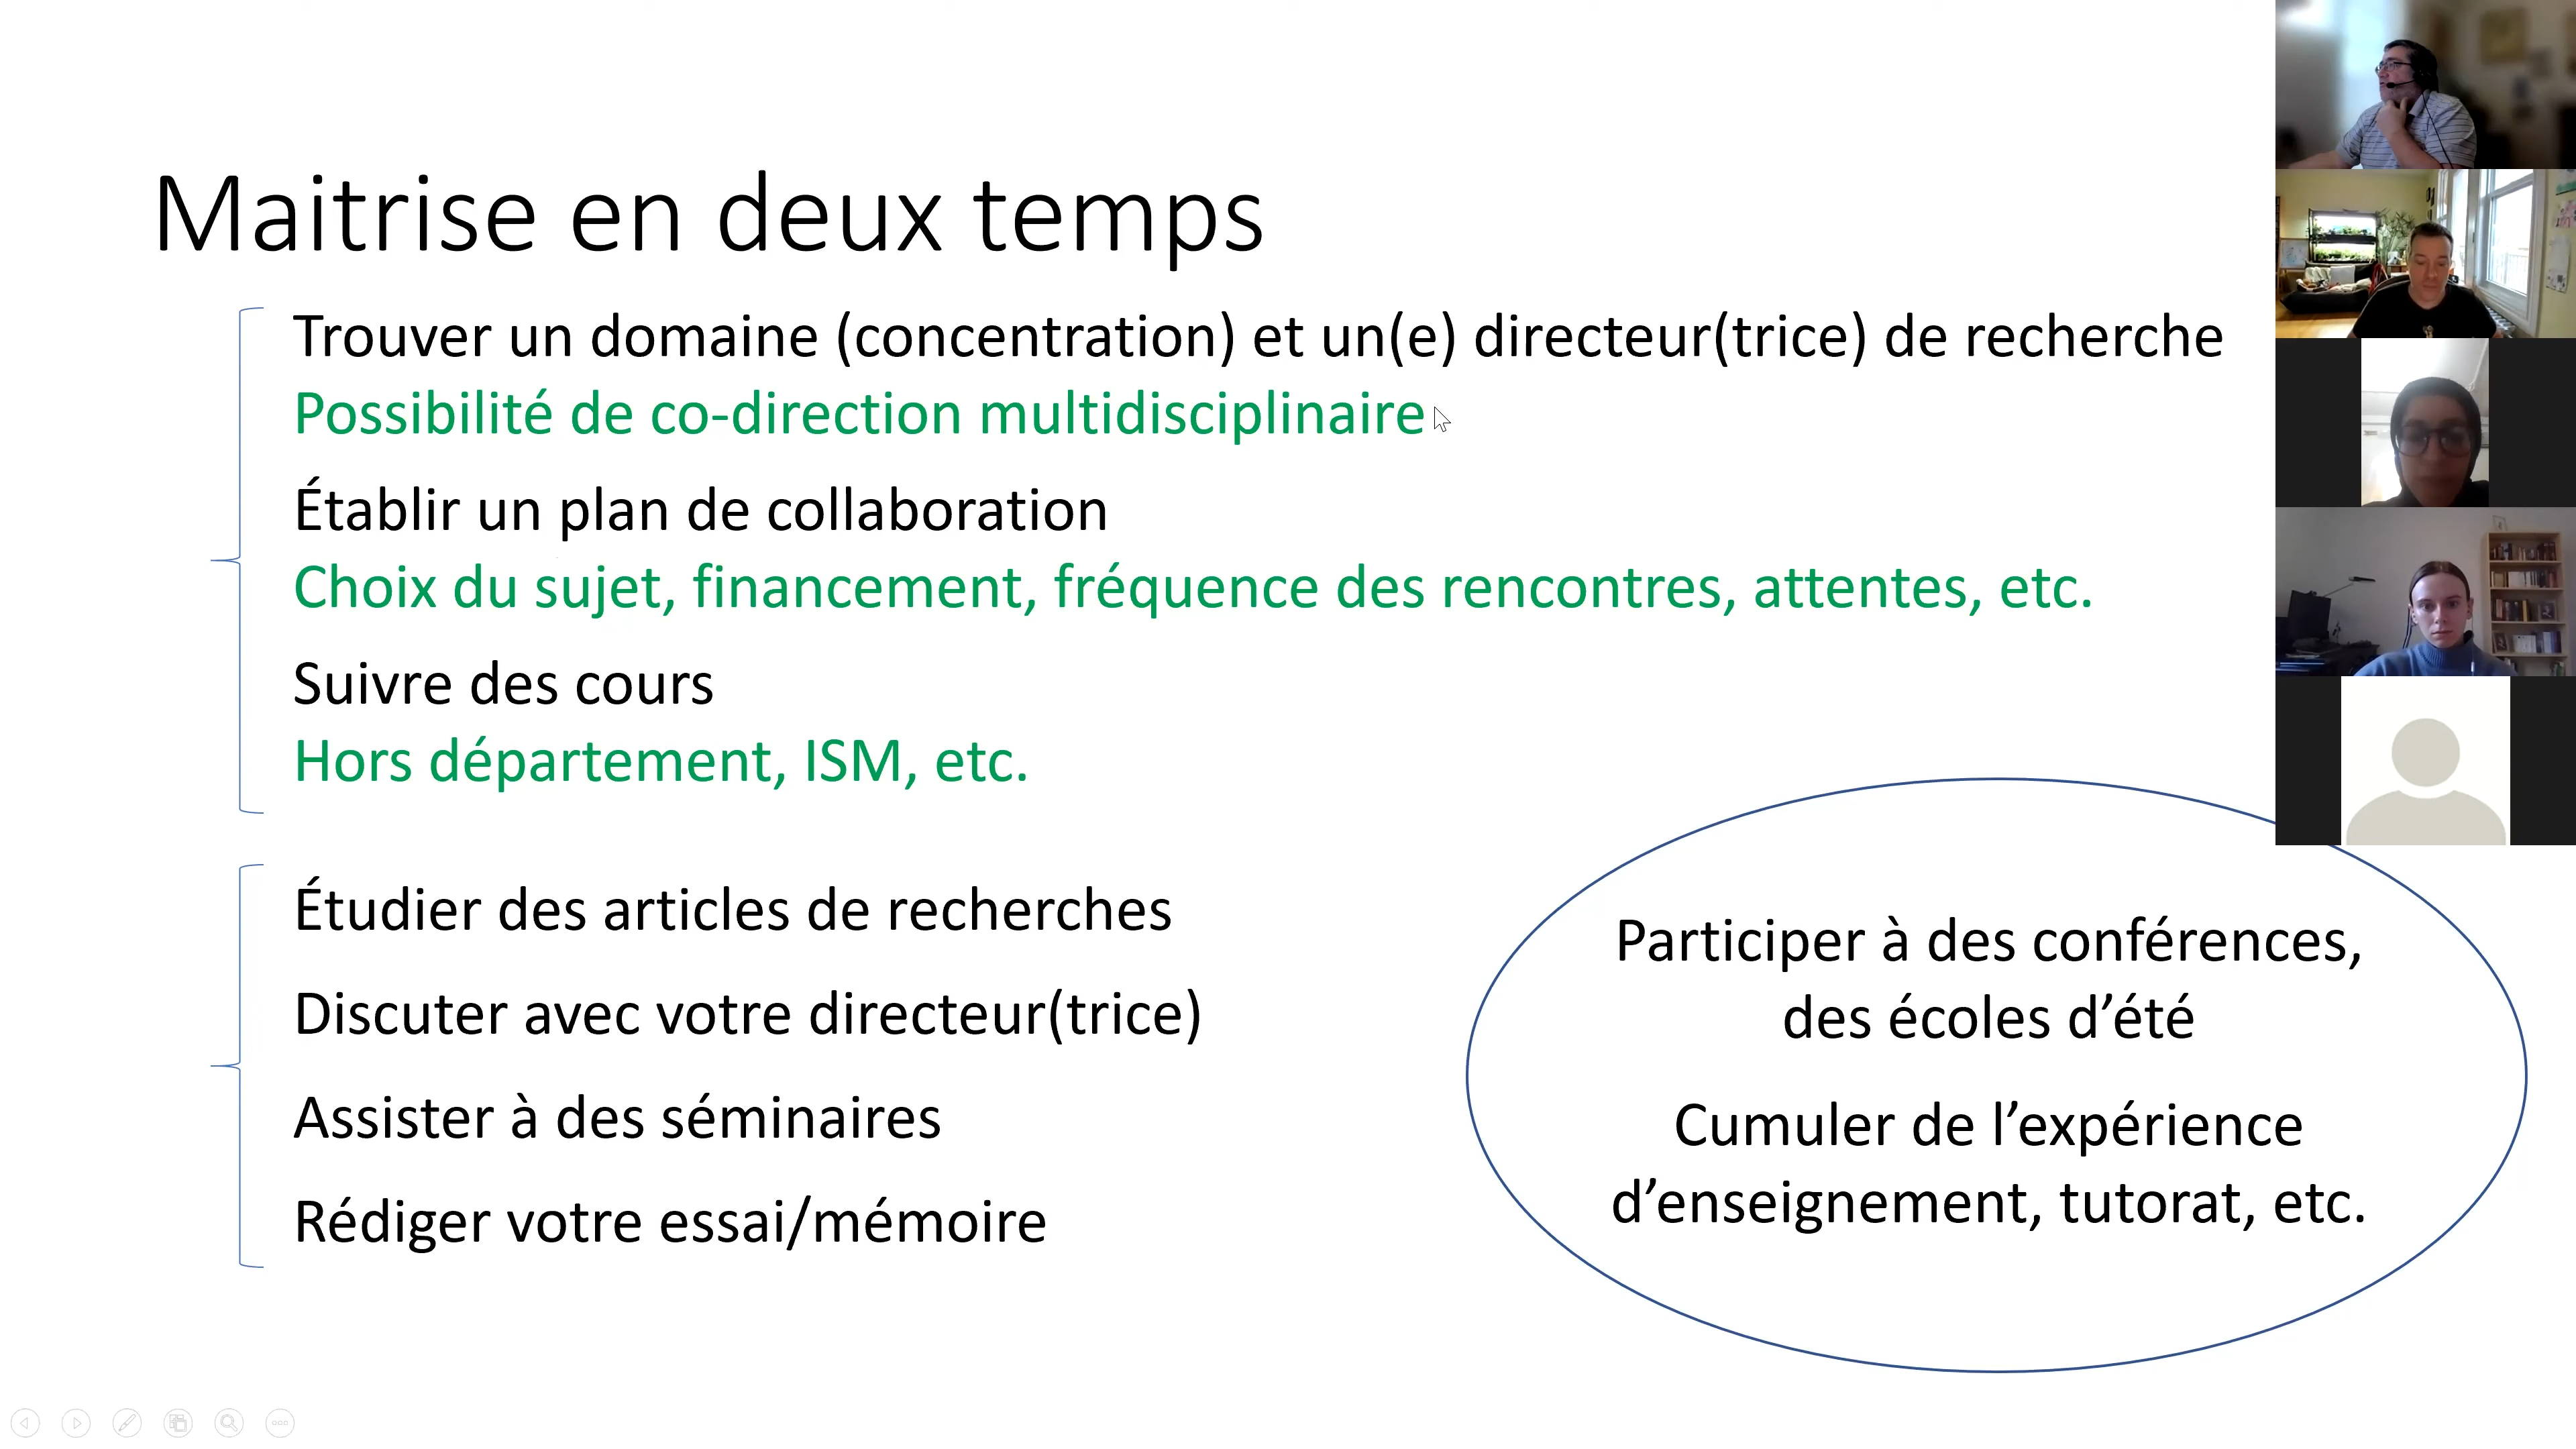 Maitrise en deux temps
Trouver un domaine (concentration) et un(e) directeur(trice) de recherche
Possibilité de co-direction multidisciplinaire
Établir un plan de collaboration
Choix du sujet, financement, fréquence des rencontres, attentes, etc.
Suivre des cours
Hors département, ISM, etc.
Étudier des articles de recherches
Discuter avec votre directeur(trice)
Assister à des séminaires
Rédiger votre essai/mémoire
Participer à des conférences,
des écoles d’été
Cumuler de l’expérience
d’enseignement, tutorat, etc.